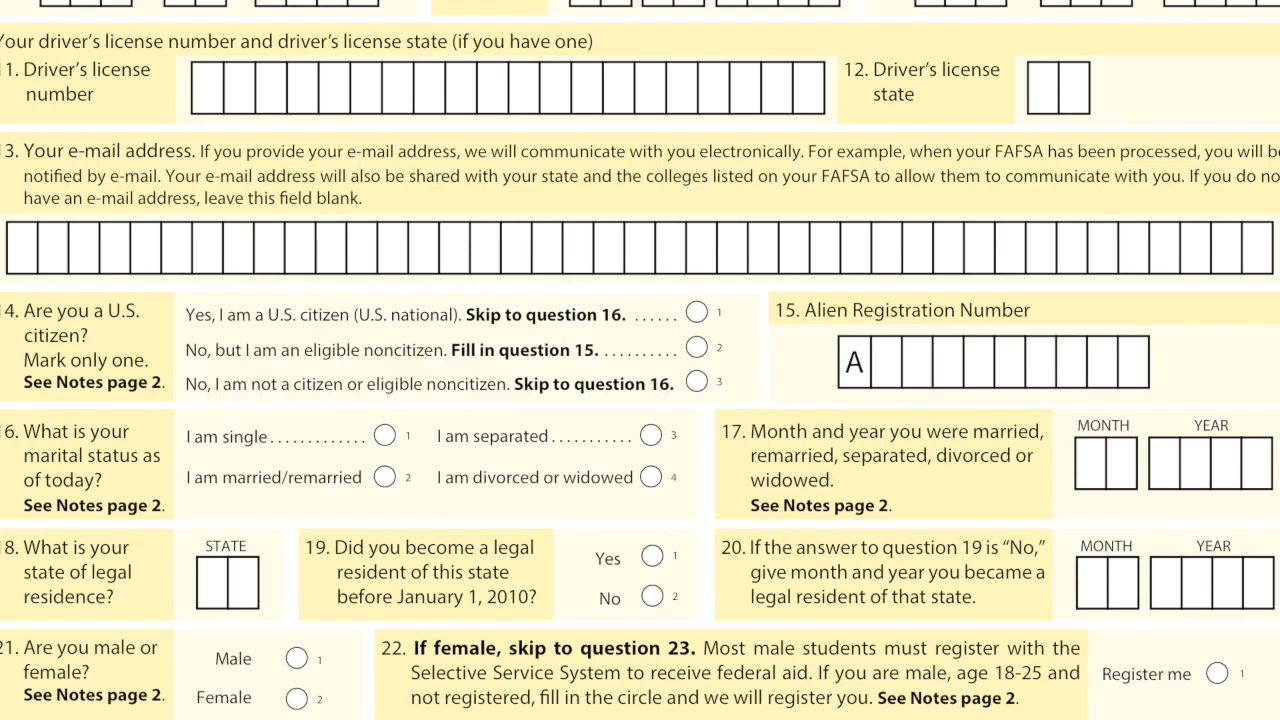 Your driver's license number and driver's license state (if you have one)
11. Driver's license number
12. Driver's license state
13. Your e-mail address. If you provide your e-mail address, we will communicate with you electronically. For example, when your FAFSA has been processed, you will be
notified by e-mail. Your e-mail address will also be shared with your state and the colleges listed on your FAFSA to allow them to communicate with you. If you do not
have an e-mail address, leave this field blank.
14. Are you a U.S.
citizen?
Mark only one.
See Notes page 2.
Yes, I am a U.S. citizen (U.S. national). Skip to question 16. ...... 1
No, but I am an eligible noncitizen. Fill in question 15. .......... 2
No, I am not a citizen or eligible noncitizen. Skip to question 16. 3
15. Alien Registration Number
A
16. What is your
marital status as
of today?
See Notes page 2.
I am single ............. 1
I am married/remarried 2
I am separated ........... 3
I am divorced or widowed 4
17. Month and year you were married,
remarried, separated, divorced or
widowed.
See Notes page 2.
MONTH YEAR
18. What is your
state of legal
residence?
STATE
19. Did you become a legal
resident of this state
before January 1, 2010?
Yes 1
No 2
20. If the answer to question 19 is "No,"
give month and year you became a
legal resident of that state.
MONTH YEAR
21. Are you male or
female?
See Notes page 2.
Male 1
Female 2
22. If female, skip to question 23. Most male students must register with the
Selective Service System to receive federal aid. If you are male, age 18-25 and
not registered, fill in the circle and we will register you. See Notes page 2.
Register me 1